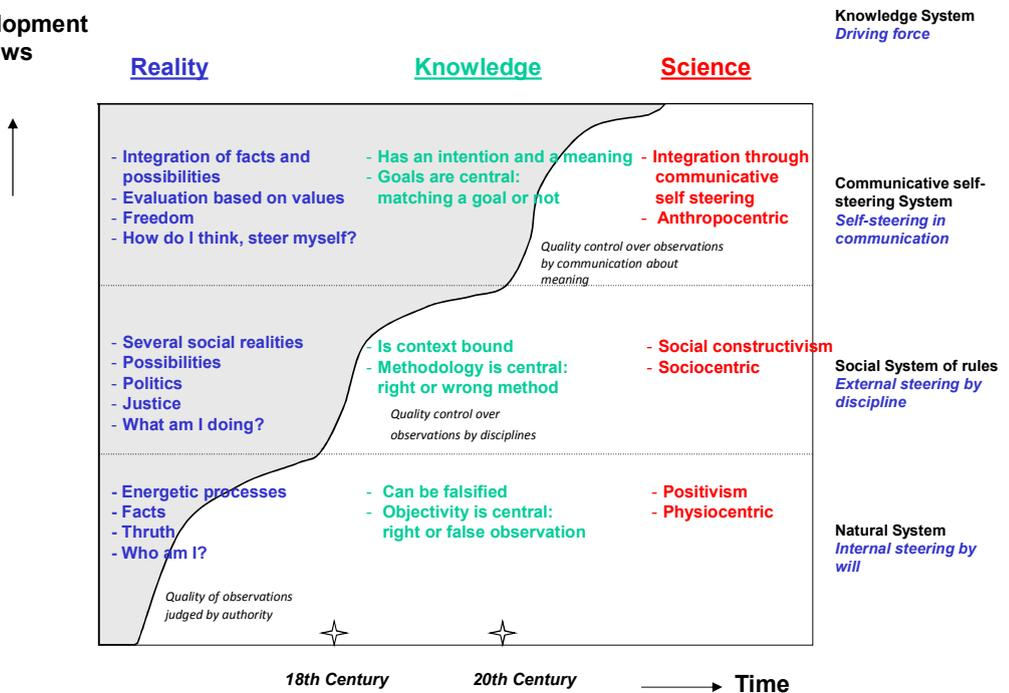 lopment
ws
Knowledge System
Driving force
Reality
Knowledge
Science
- Integration of facts and
possibilities
- Evaluation based on values
- Freedom
- How do I think, steer myself?
- Has an intention and a meaning
- Goals are central:
matching a goal or not
- Integration through
communicative
self steering
- Anthropocentric
Quality control over observations
by communication about
meaning
Communicative self-
steering System
Self-steering in
communication
- Several social realities
- Possibilities
- Politics
- Justice
- What am I doing?
- Is context bound
- Methodology is central:
right or wrong method
Quality control over
observations by disciplines
- Social constructivism
- Sociocentric
Social System of rules
External steering by
discipline
- Energetic processes
- Facts
- Thruth
- Who am I?
- Can be falsified
- Objectivity is central:
right or false observation
- Positivism
- Physiocentric
Natural System
Internal steering by
will
Quality of observations
judged by authority
18th Century
20th Century
Time